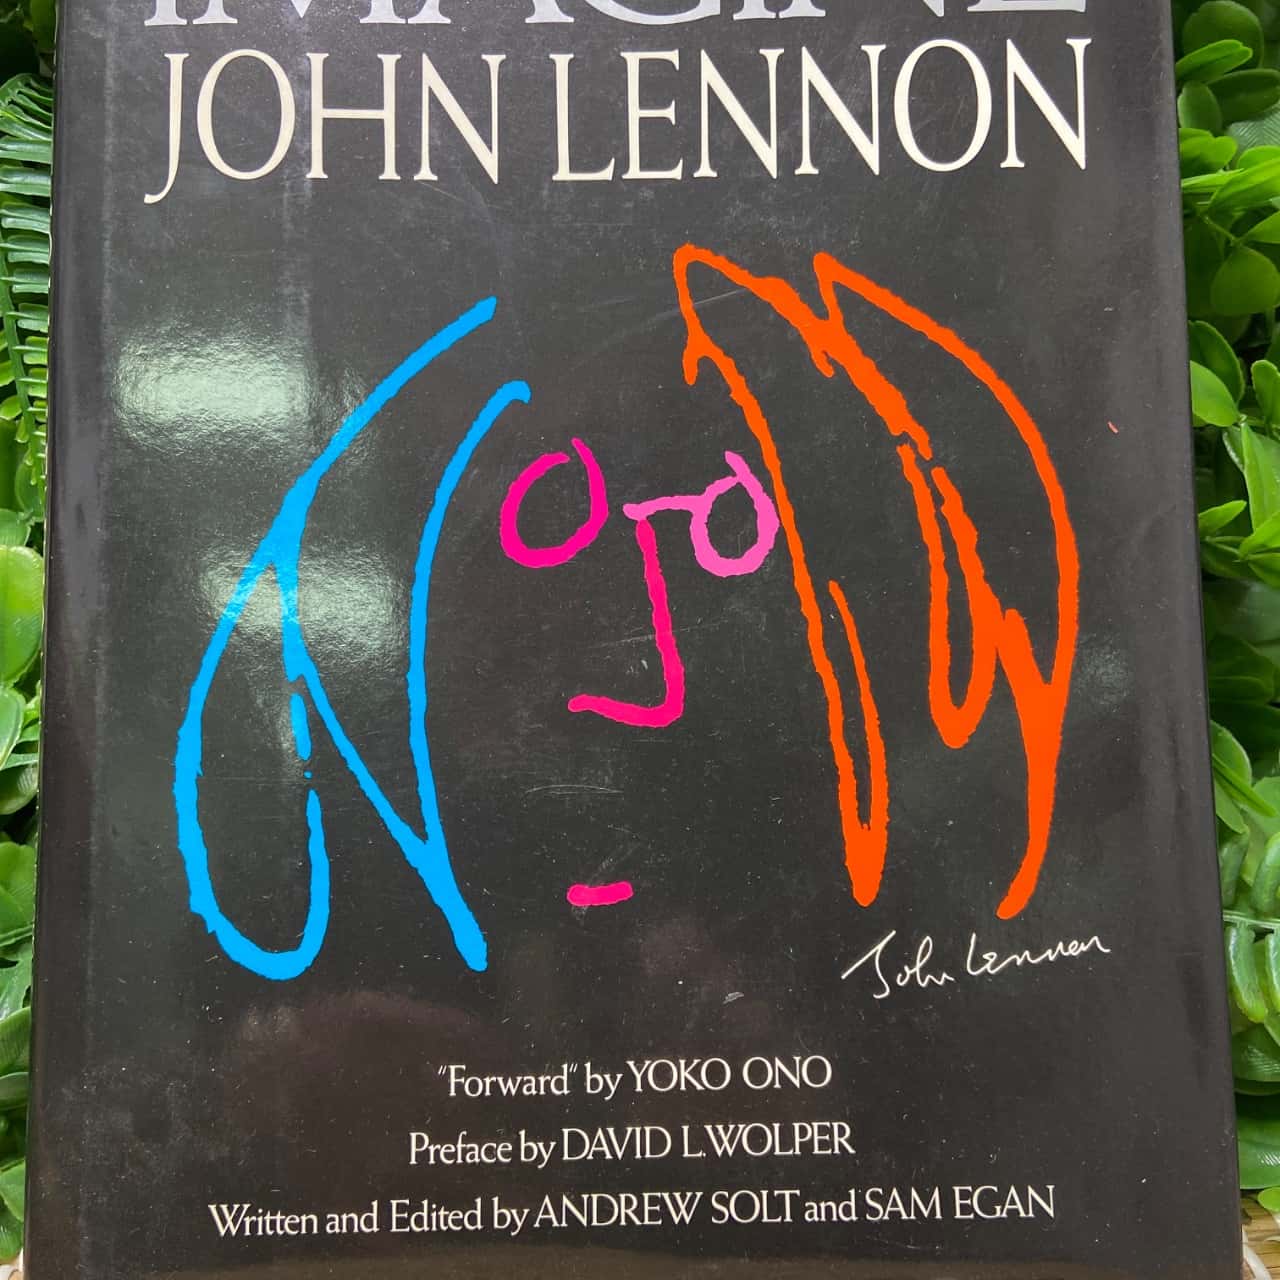 IMAGINE
JOHN LENNON
John Lennon
"Forward" by YOKO ONO
Preface by DAVID L. WOLPER
Written and Edited by ANDREW SOLT and SAM EGAN